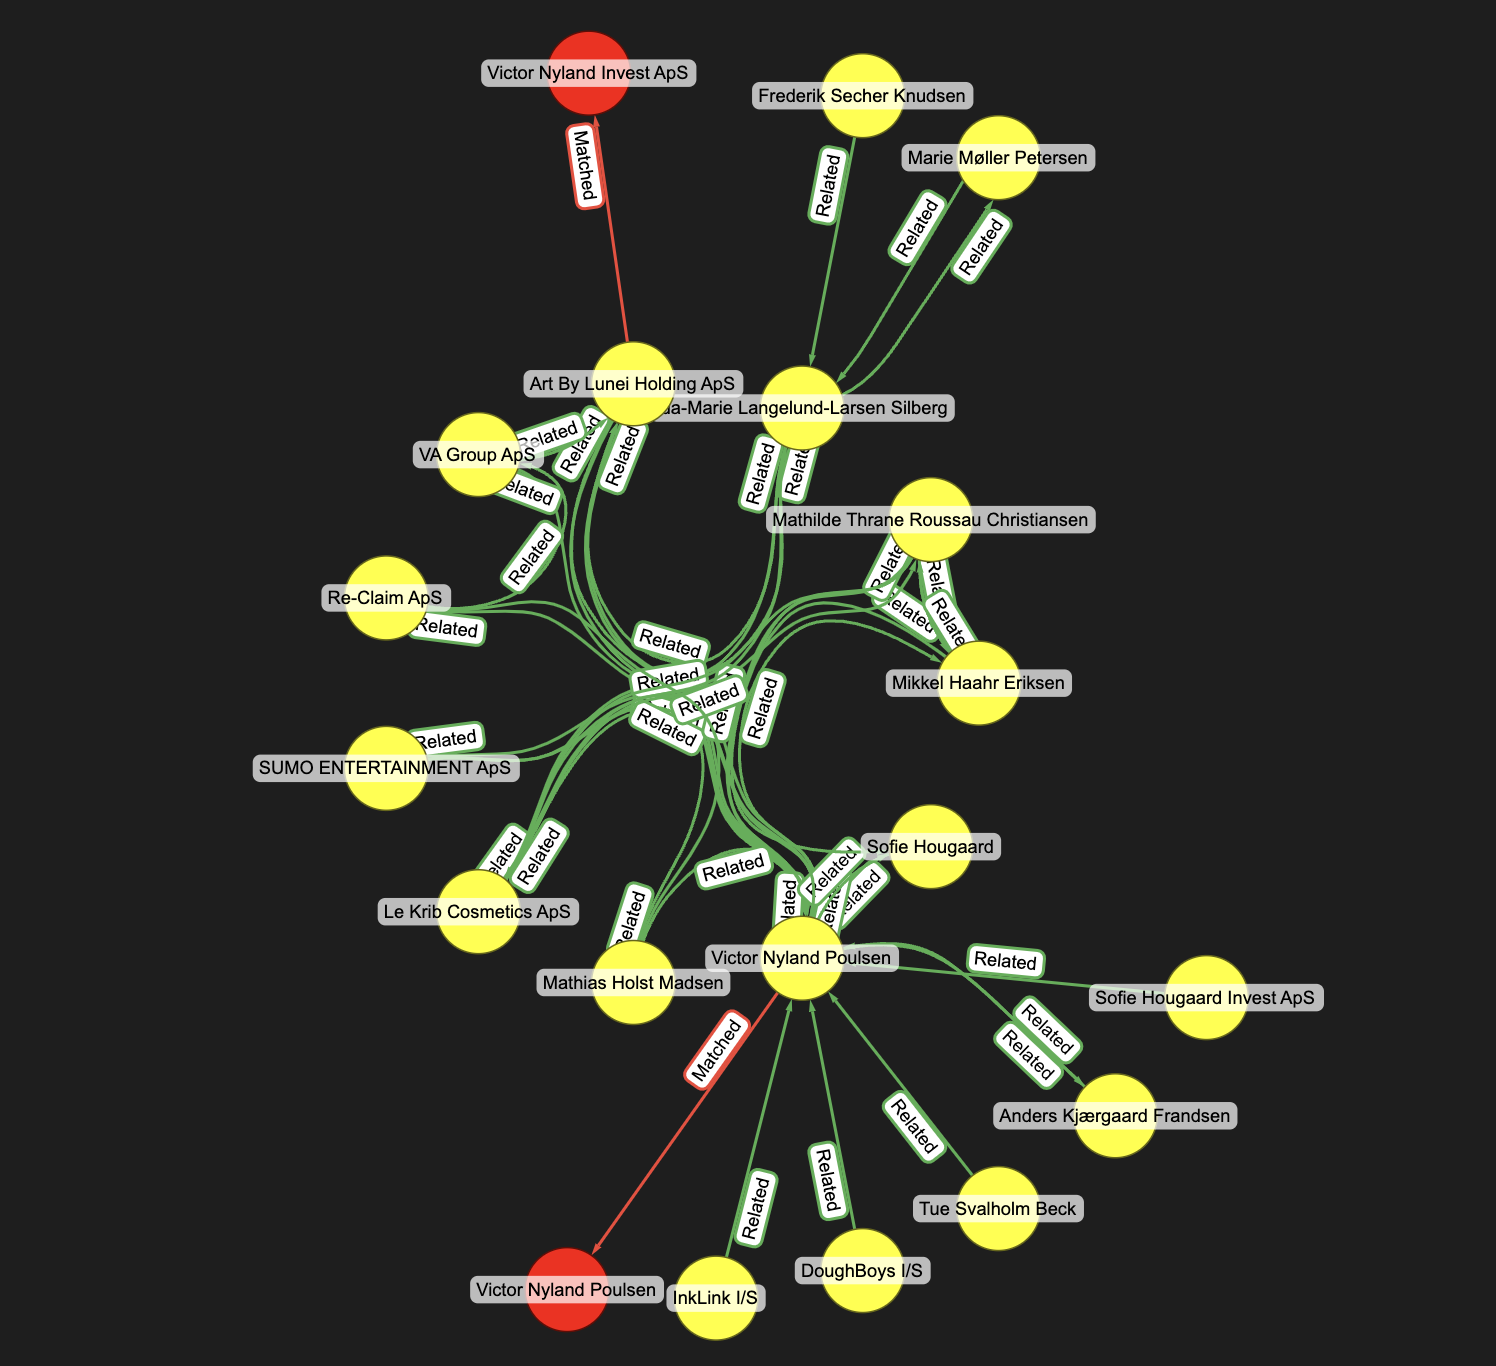 Victor Nyland Invest ApS
Frederik Secher Knudsen
Matched
Marie Møller Petersen
Related
Related
Related
Art By Lunei Holding ApS
da-Marie Langelund-Larsen Silberg
Related
Related
Related
VA Group ApS
Related
Related
Related
Mathilde Thrane Roussau Christiansen
Related
Related
Related
Re-Claim ApS
Related
Related
Related
Related
Mikkel Haahr Eriksen
Related
Related
Related
Related
SUMO ENTERTAINMENT ApS
Related
Sofie Hougaard
Related
Related
Related
Related
Related
Related
Le Krib Cosmetics ApS
Related
Victor Nyland Poulsen
Related
Mathias Holst Madsen
Sofie Hougaard Invest ApS
Matched
Related
Related
Anders Kjærgaard Frandsen
Related
Related
Related
Tue Svalholm Beck
DoughBoys I/S
Victor Nyland Poulsen
InkLink I/S